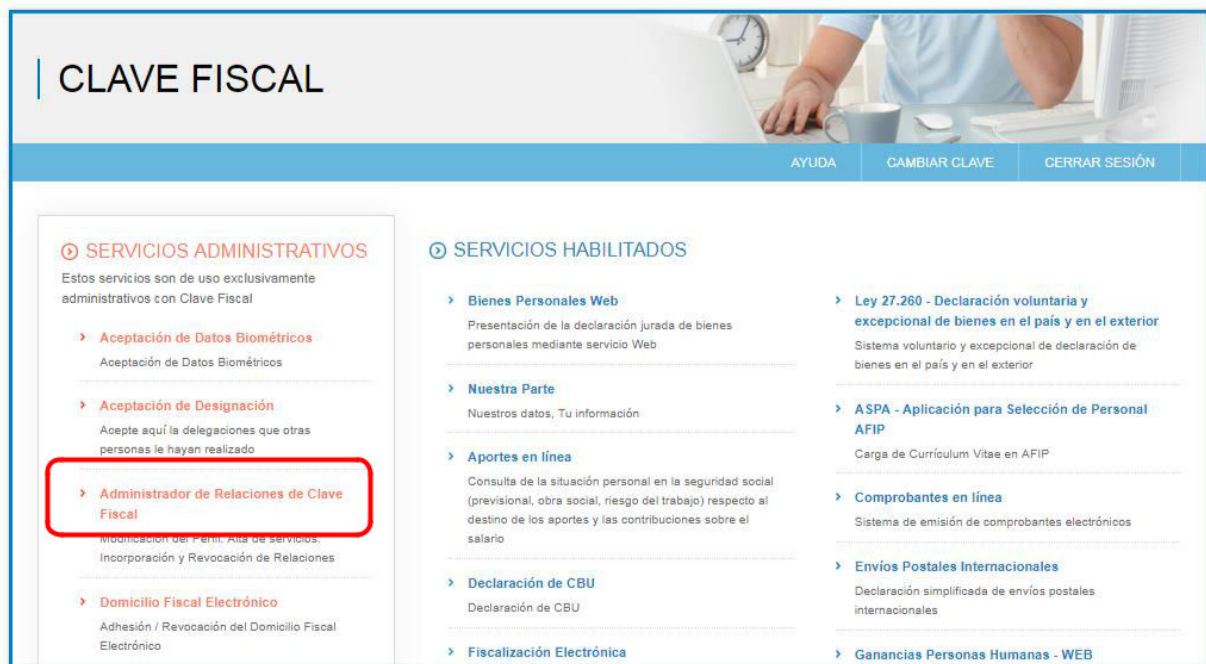 CLAVE FISCAL
AYUDA
CAMBIAR CLAVE
CERRAR SESIÓN
SERVICIOS ADMINISTRATIVOS
Estos servicios son de uso exclusivamente
administrativos con Clave Fiscal
Aceptación de Datos Biométricos
Aceptación de Datos Biométricos
Aceptación de Designación
Acepte aquí la delegaciones que otras
personas le hayan realizado
Administrador de Relaciones de Clave
Fiscal
Modificación del Perfil. Alta de servicios.
Incorporación y Revocación de Relaciones
Domicilio Fiscal Electrónico
Adhesión / Revocación del Domicilio Fiscal
Electrónico
SERVICIOS HABILITADOS
Bienes Personales Web
Presentación de la declaración jurada de bienes
personales mediante servicio Web
Nuestra Parte
Nuestros datos, Tu información
Aportes en línea
Consulta de la situación personal en la seguridad social
(previsional, obra social, riesgo del trabajo) respecto al
destino de los aportes y las contribuciones sobre el
salario
Declaración de CBU
Declaración de CBU
Fiscalización Electrónica
Ley 27.260 - Declaración voluntaria y
excepcional de bienes en el país y en el exterior
Sistema voluntario y excepcional de declaración de
bienes en el país y en el exterior
ASPA - Aplicación para Selección de Personal
AFIP
Carga de Currículum Vitae en AFIP
Comprobantes en línea
Sistema de emisión de comprobantes electrónicos
Envíos Postales Internacionales
Declaración simplificada de envíos postales
internacionales
Ganancias Personas Humanas - WEB